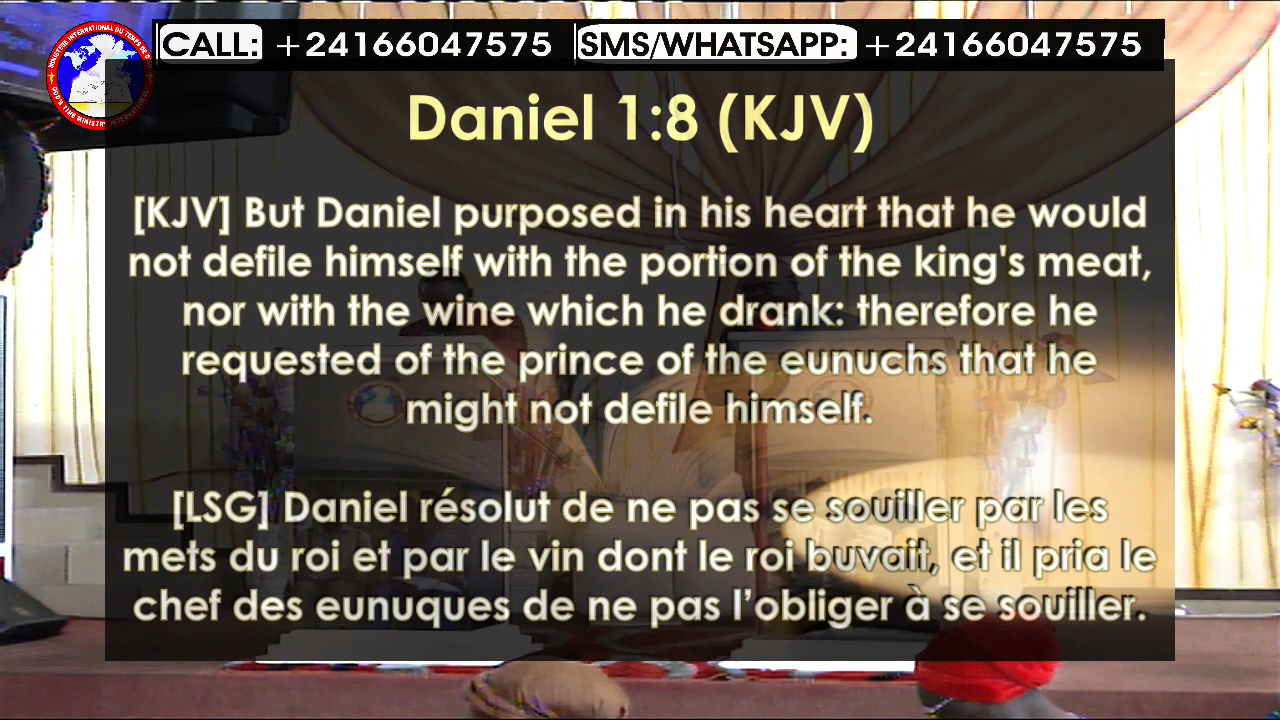 CALL: +24166047575 SMS/WHATSAPP: +24166047575
Daniel 1:8 (KJV)
[KJV] But Daniel purposed in his heart that he would
not defile himself with the portion of the king's meat,
nor with the wine which he drank: therefore he
requested of the prince of the eunuchs that he
might not defile himself.
[LSG] Daniel résolut de ne pas se souiller par les
mets du roi et par le vin dont le roi buvait, et il pria le
chef des eunuques de ne pas l’obliger à se souiller.